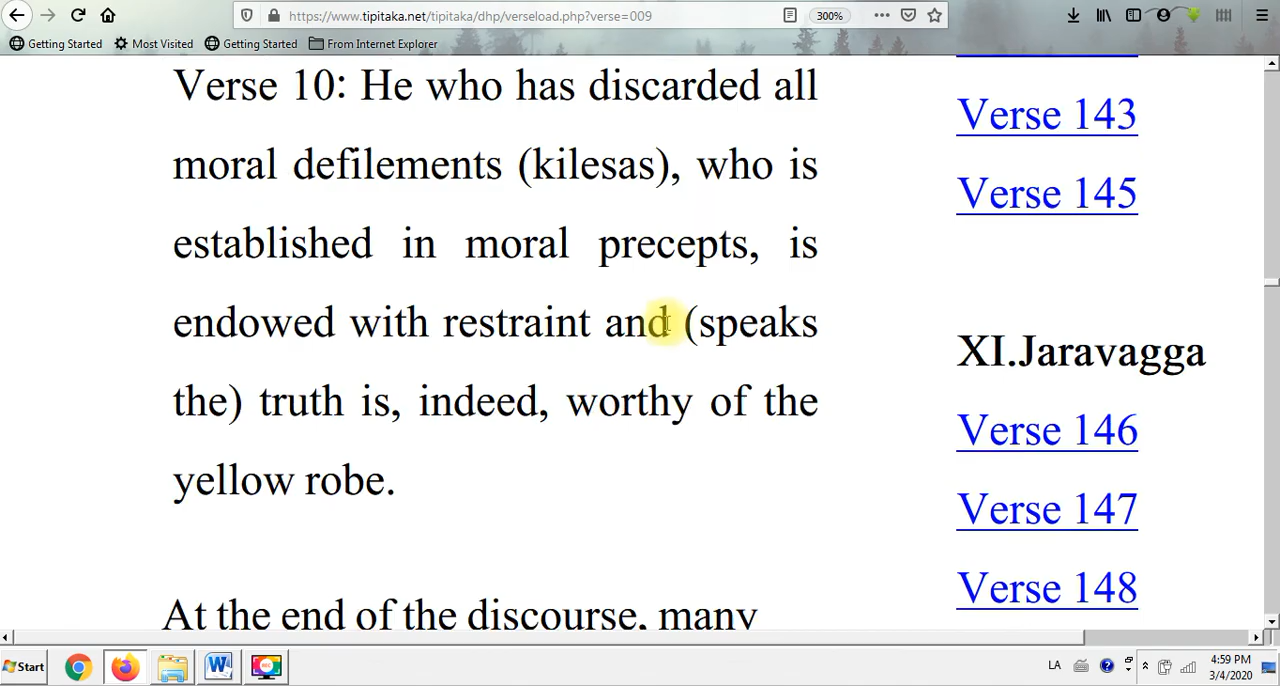 https://www.tipitaka.net/tipitaka/dhp/verseload.php?verse=009
300%
Getting Started
Most Visited
Getting Started
From Internet Explorer
Verse 10: He who has discarded all
moral defilements (kilesas), who is
established in moral precepts, is
endowed with restraint and (speaks
the) truth is, indeed, worthy of the
yellow robe.
At the end of the discourse, many
Verse 143
Verse 145
XI.Jaravagga
Verse 146
Verse 147
Verse 148
Start
LA
4:59 PM
3/4/2020